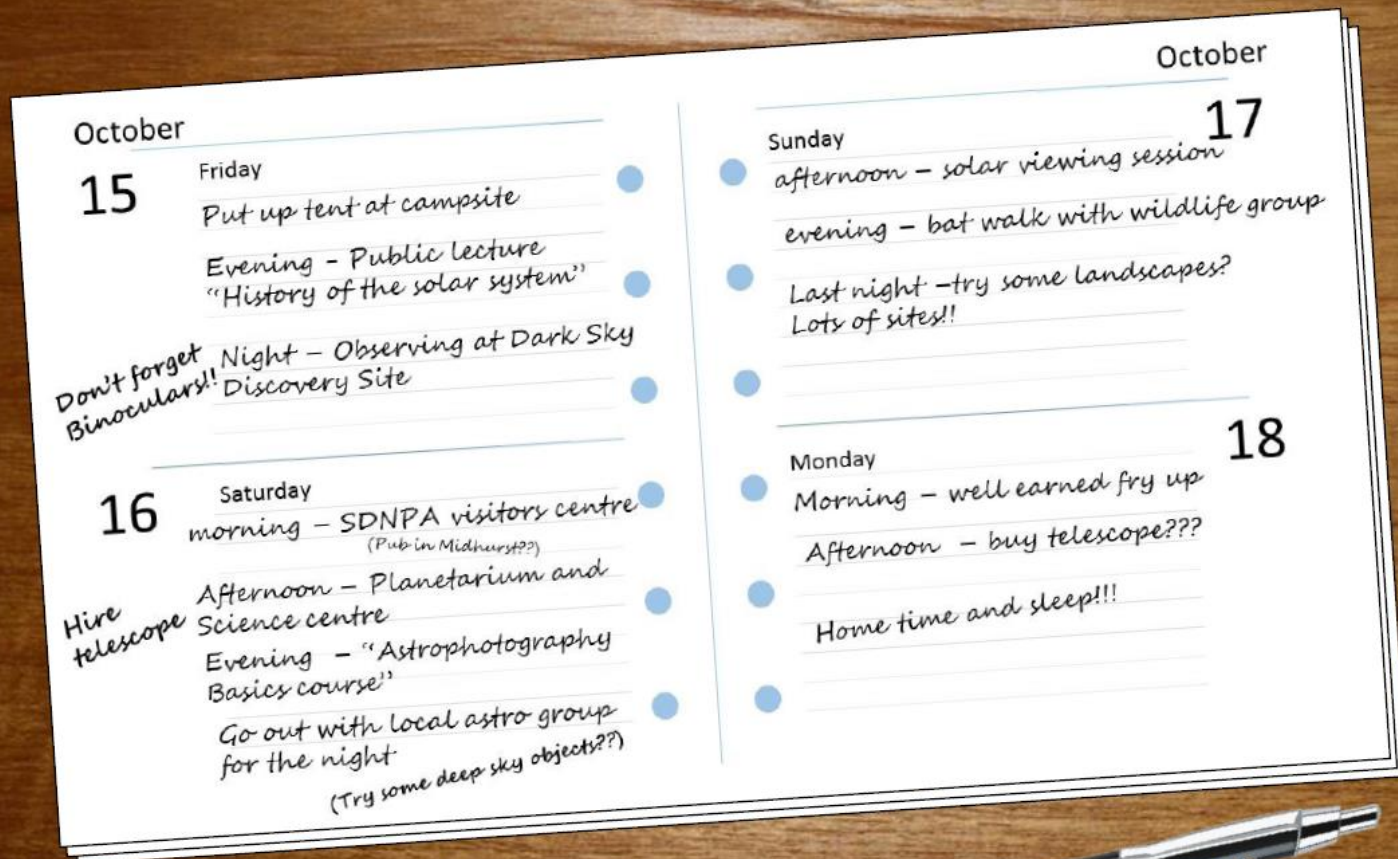 October
15
Friday
Put up tent at campsite
Evening - Public lecture
“History of the solar system”
Don't forget
Binoculars!!
Night – Observing at Dark Sky
Discovery Site
16
Saturday
morning – SDNPA visitors centre
(Pub in Midhurst??)
Hire
telescope
Afternoon – Planetarium and
Science centre
Evening – “Astrophotography
Basics course”
Go out with local astro group
for the night
(Try some deep sky objects??)
October
17
Sunday
afternoon – solar viewing session
evening – bat walk with wildlife group
Last night –try some landscapes?
Lots of sites!!
18
Monday
Morning – well earned fry up
Afternoon – buy telescope???
Home time and sleep!!!